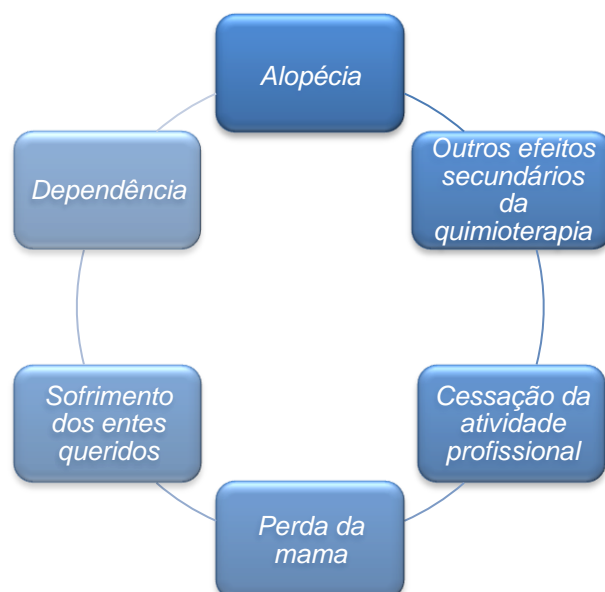 Alopécia
Outros efeitos
secundários
da
quimioterapia
Cessação da
atividade
profissional
Perda da
mama
Sofrimento
dos entes
queridos
Dependência